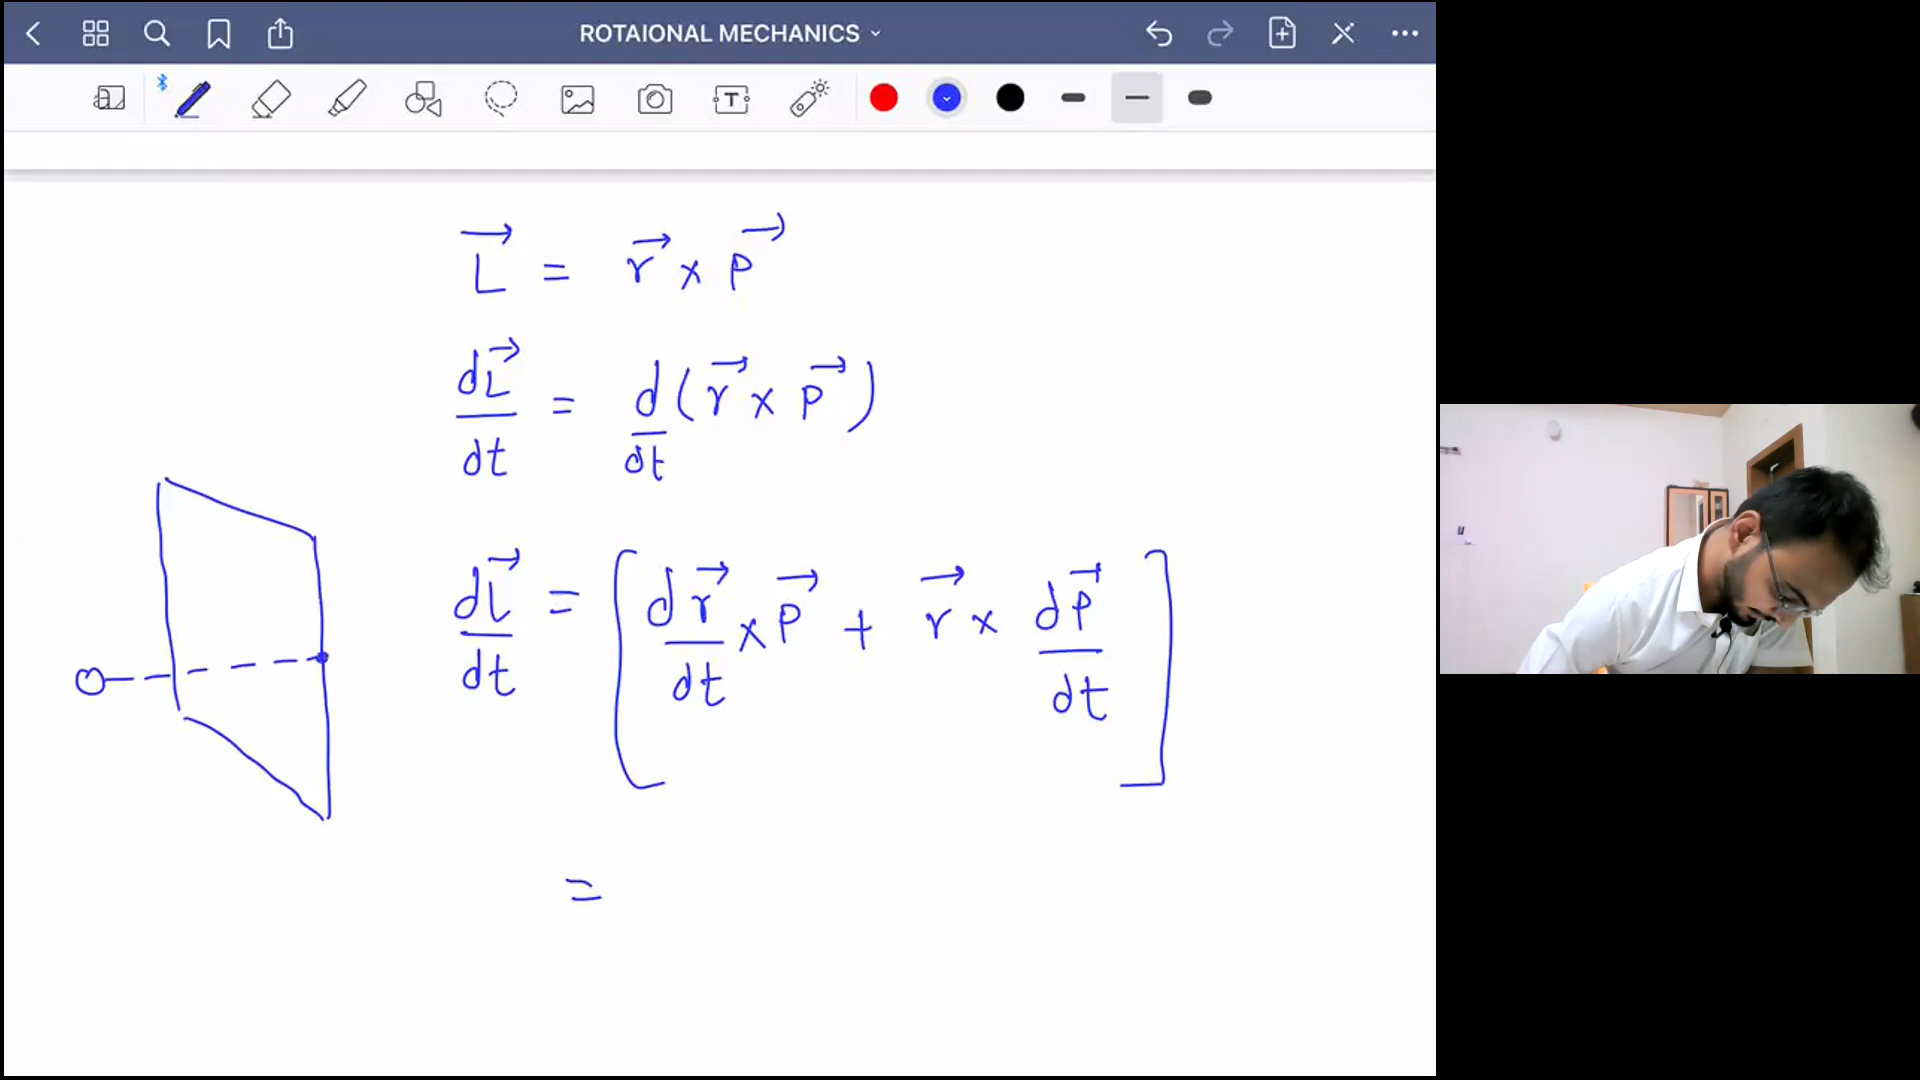 ROTAIONAL MECHANICS
T
L⃗ = r⃗ × p⃗
dL⃗/dt = d/dt (r⃗ × p⃗)
dL⃗/dt = [dr⃗/dt × p⃗ + r⃗ × dp⃗/dt]
=